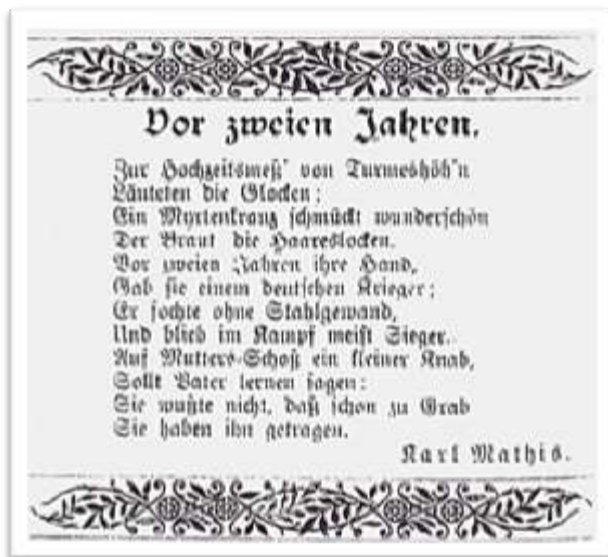 Vor zweien Jahren.
Zur Hochzeitsmeß' von Turmeshöh'n
Läuteten die Glocken;
Ein Myrtenkranz schmückt wunderschön
Der Braut die Haareslocken.
Vor zweien Jahren ihre Hand,
Gab sie einem deutschen Krieger;
Er fochte ohne Stahlgewand,
Und blieb im Kampf meist Sieger.
Auf Mutters-Schoß ein kleiner Knab,
Sollt Vater lernen sagen:
Sie wußte nicht, daß schon zu Grab
Sie haben ihn getragen.
Karl Mathis.